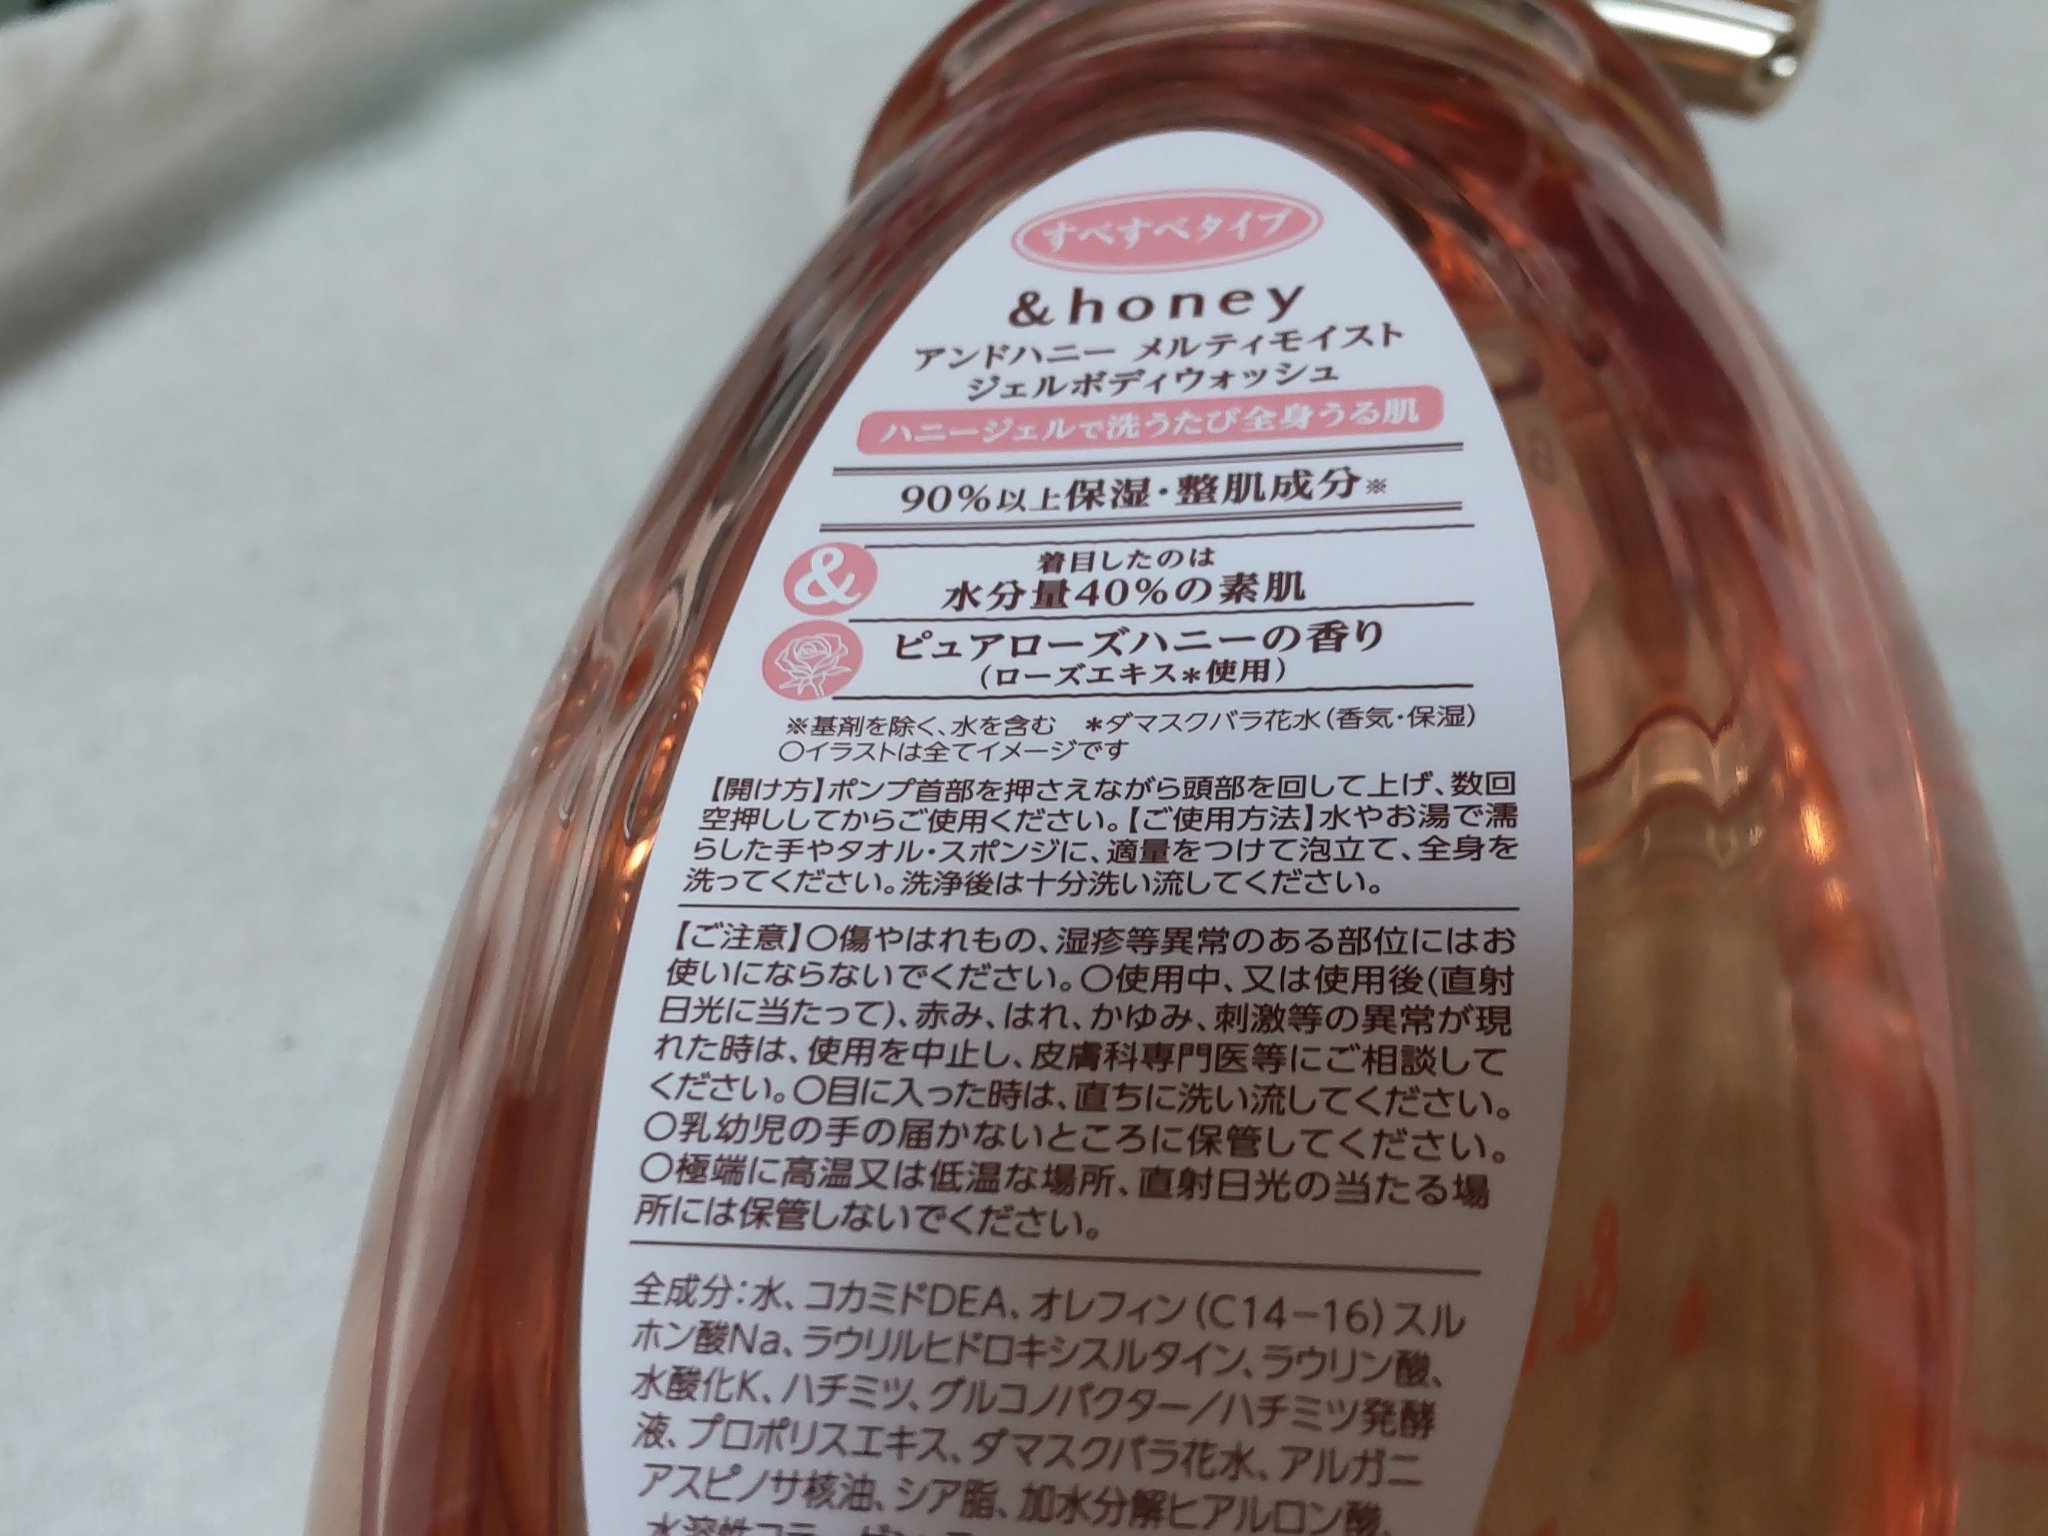 すべすべタイプ
&honey
アンドハニー メルティモイスト
ジェルボディウォッシュ
ハニージェルで洗うたび全身うる肌
90%以上保湿・整肌成分※
&
着目したのは
水分量40%の素肌
ピュアローズハニーの香り
(ローズエキス*使用)
※基剤を除く、水を含む *ダマスクバラ花水(香気・保湿)
○イラストは全てイメージです
【開け方】ポンプ首部を押さえながら頭部を回して上げ、数回
空押ししてからご使用ください。【ご使用方法】水やお湯で濡
らした手やタオル・スポンジに、適量をつけて泡立て、全身を
洗ってください。洗浄後は十分洗い流してください。
【ご注意】○傷やはれもの、湿疹等異常のある部位にはお
使いにならないでください。○使用中、又は使用後(直射
日光に当たって)、赤み、はれ、かゆみ、刺激等の異常が現
れた時は、使用を中止し、皮膚科専門医等にご相談して
ください。○目に入った時は、直ちに洗い流してください。
○乳幼児の手の届かないところに保管してください。
○極端に高温又は低温な場所、直射日光の当たる場
所には保管しないでください。
全成分:水、コカミドDEA、オレフィン(C14-16)スル
ホン酸Na、ラウリルヒドロキシスルタイン、ラウリン酸、
水酸化K、ハチミツ、グルコノバクター/ハチミツ発酵
液、プロポリスエキス、ダマスクバラ花水、アルガニ
アスピノサ核油、シア脂、加水分解ヒアルロン酸、